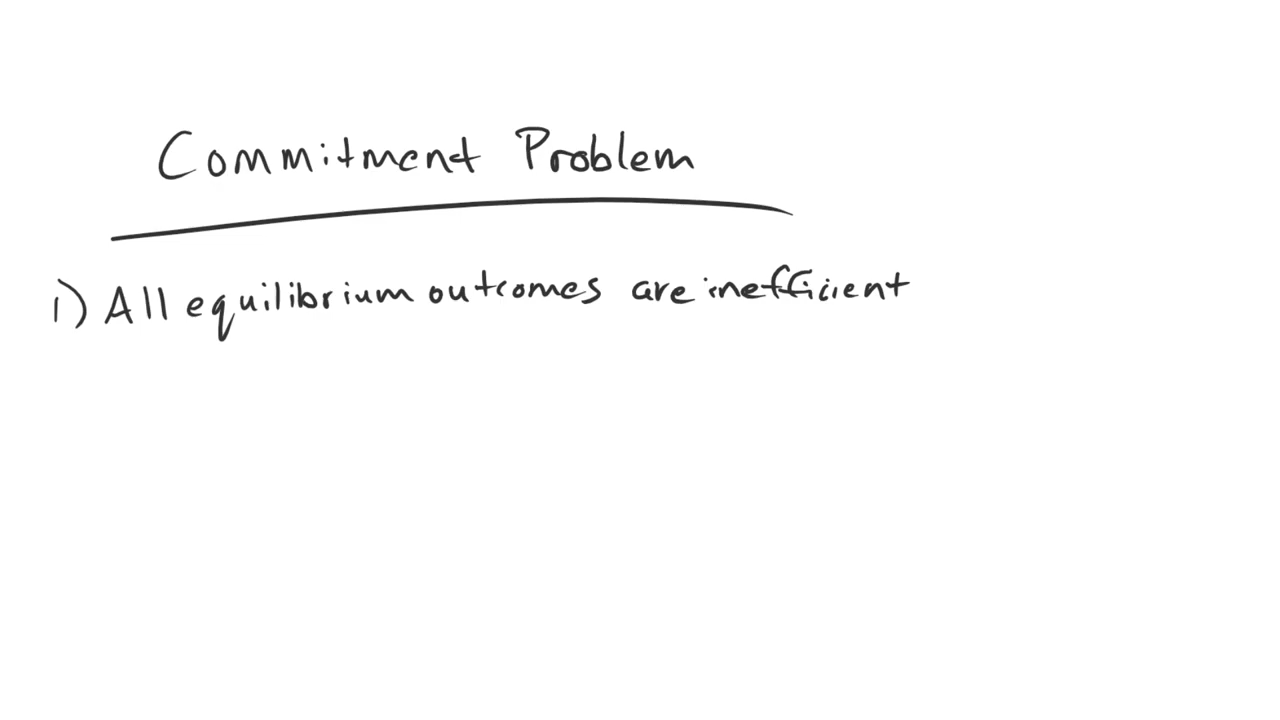 Commitment Problem
1) All equilibrium outcomes are inefficient